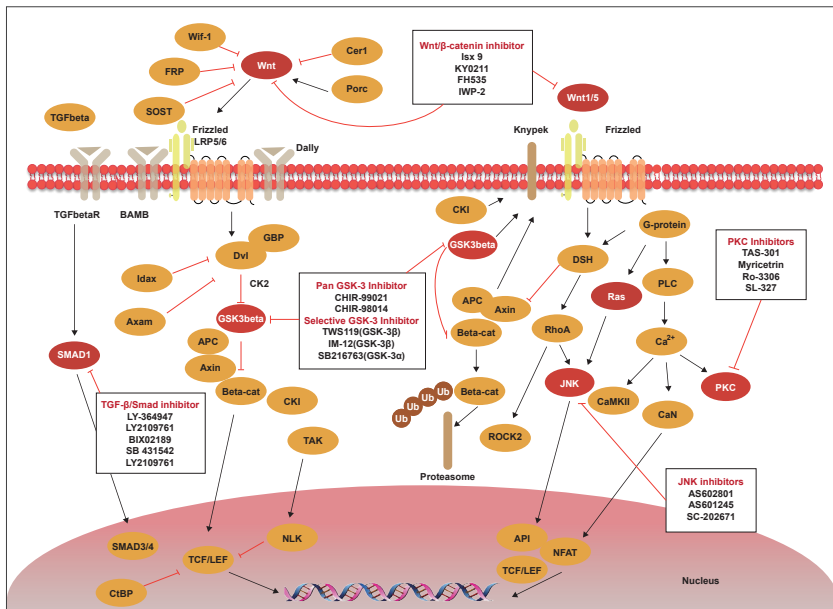 Wif-1
FRP
SOST
Wnt
Cer1
Porc
Wnt/β-catenin inhibitor
Isx 9
KY0211
FH535
IWP-2
Wnt1/5
TGFbeta
Frizzled
LRP5/6
Dally
Knypek
Frizzled
TGFbetaR
BAMB
CKI
GSK3beta
G-protein
PKC Inhibitors
TAS-301
Myricetrin
Ro-3306
SL-327
GBP
Dvl
Idax
CK2
DSH
Pan GSK-3 Inhibitor
CHIR-99021
CHIR-98014
Selective GSK-3 Inhibitor
TWS119(GSK-3β)
IM-12(GSK-3β)
SB216763(GSK-3α)
PLC
Ras
APC
Axin
Axam
GSK3beta
Beta-cat
RhoA
Ca2+
APC
Axin
SMAD1
Beta-cat
CKI
Ub
Ub
Ub
Ub
Beta-cat
JNK
CaMKII
PKC
CaN
TGF-β/Smad inhibitor
LY-364947
LY2109761
BIX02189
SB 431542
LY2109761
TAK
ROCK2
Proteasome
JNK inhibitors
AS602801
AS601245
SC-202671
SMAD3/4
NLK
TCF/LEF
CtBP
API
NFAT
TCF/LEF
Nucleus